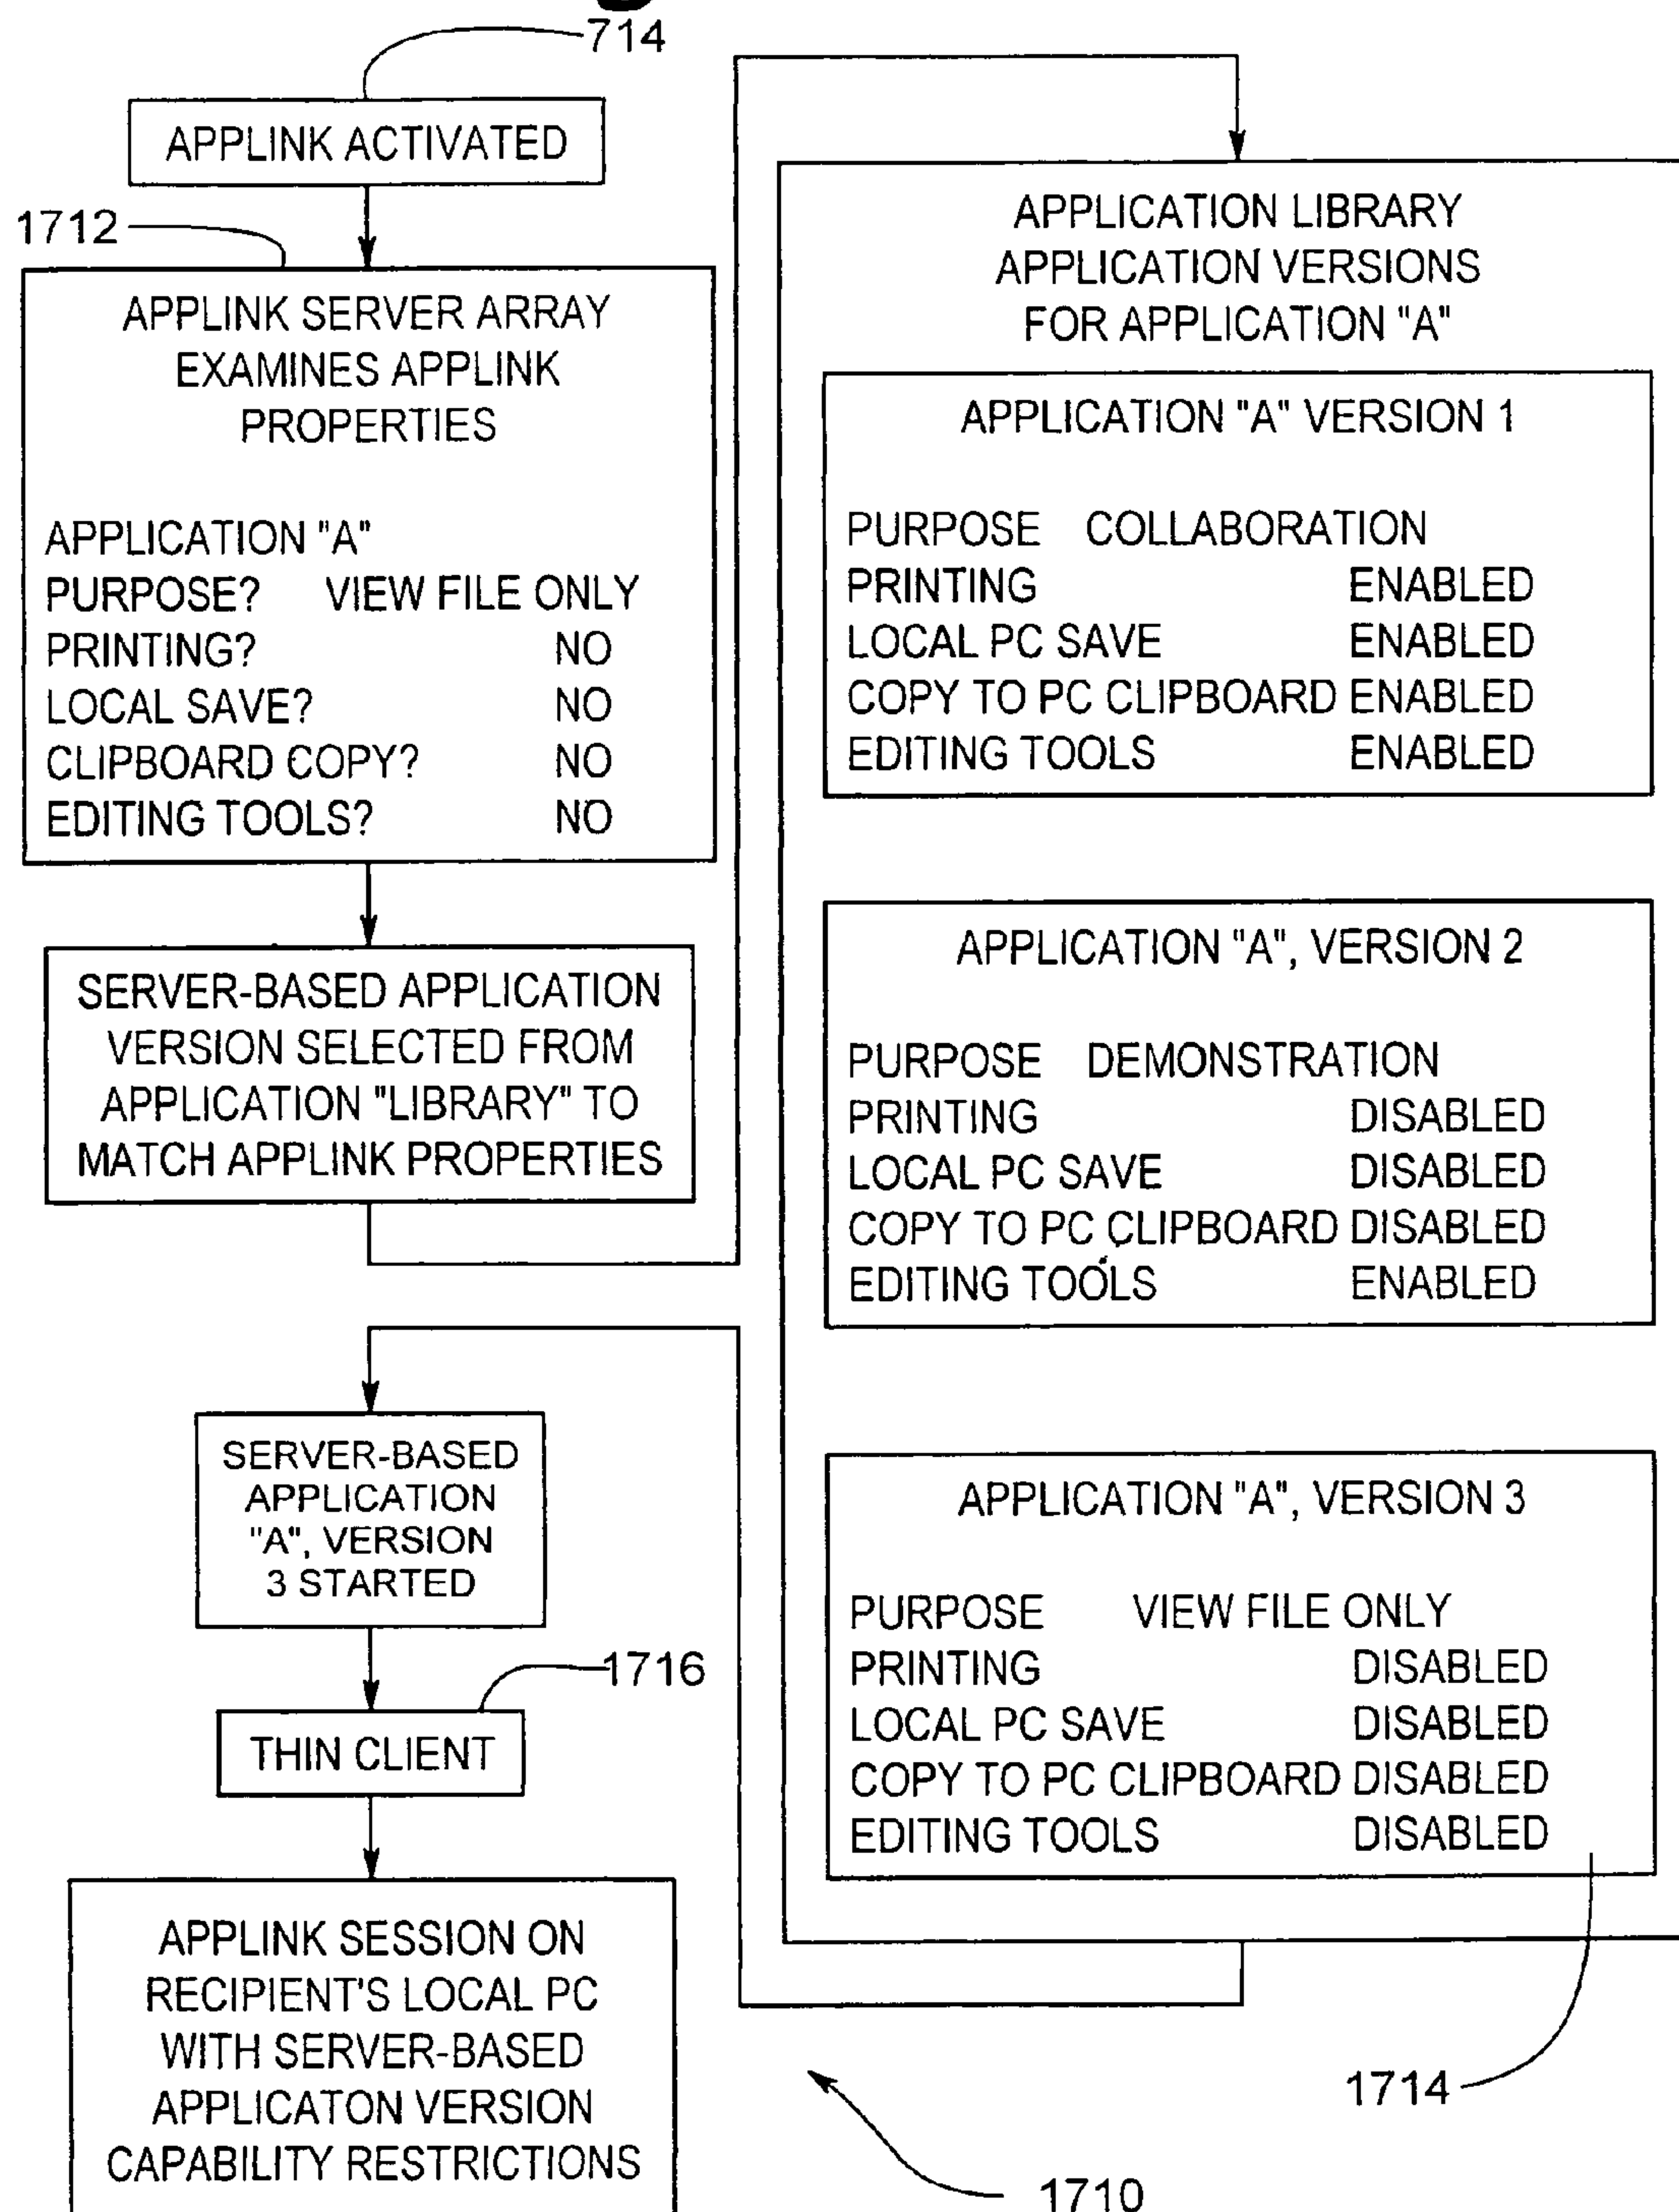 714
APPLINK ACTIVATED
1712
APPLINK SERVER ARRAY
EXAMINES APPLINK
PROPERTIES
APPLICATION "A"
PURPOSE? VIEW FILE ONLY
PRINTING? NO
LOCAL SAVE? NO
CLIPBOARD COPY? NO
EDITING TOOLS? NO
SERVER-BASED APPLICATION
VERSION SELECTED FROM
APPLICATION "LIBRARY" TO
MATCH APPLINK PROPERTIES
APPLICATION LIBRARY
APPLICATION VERSIONS
FOR APPLICATION "A"
APPLICATION "A" VERSION 1
PURPOSE COLLABORATION
PRINTING ENABLED
LOCAL PC SAVE ENABLED
COPY TO PC CLIPBOARD ENABLED
EDITING TOOLS ENABLED
APPLICATION "A", VERSION 2
PURPOSE DEMONSTRATION
PRINTING DISABLED
LOCAL PC SAVE DISABLED
COPY TO PC CLIPBOARD DISABLED
EDITING TOOLS ENABLED
APPLICATION "A", VERSION 3
PURPOSE VIEW FILE ONLY
PRINTING DISABLED
LOCAL PC SAVE DISABLED
COPY TO PC CLIPBOARD DISABLED
EDITING TOOLS DISABLED
1714
SERVER-BASED
APPLICATION
"A", VERSION
3 STARTED
1716
THIN CLIENT
APPLINK SESSION ON
RECIPIENT'S LOCAL PC
WITH SERVER-BASED
APPLICATON VERSION
CAPABILITY RESTRICTIONS
1710